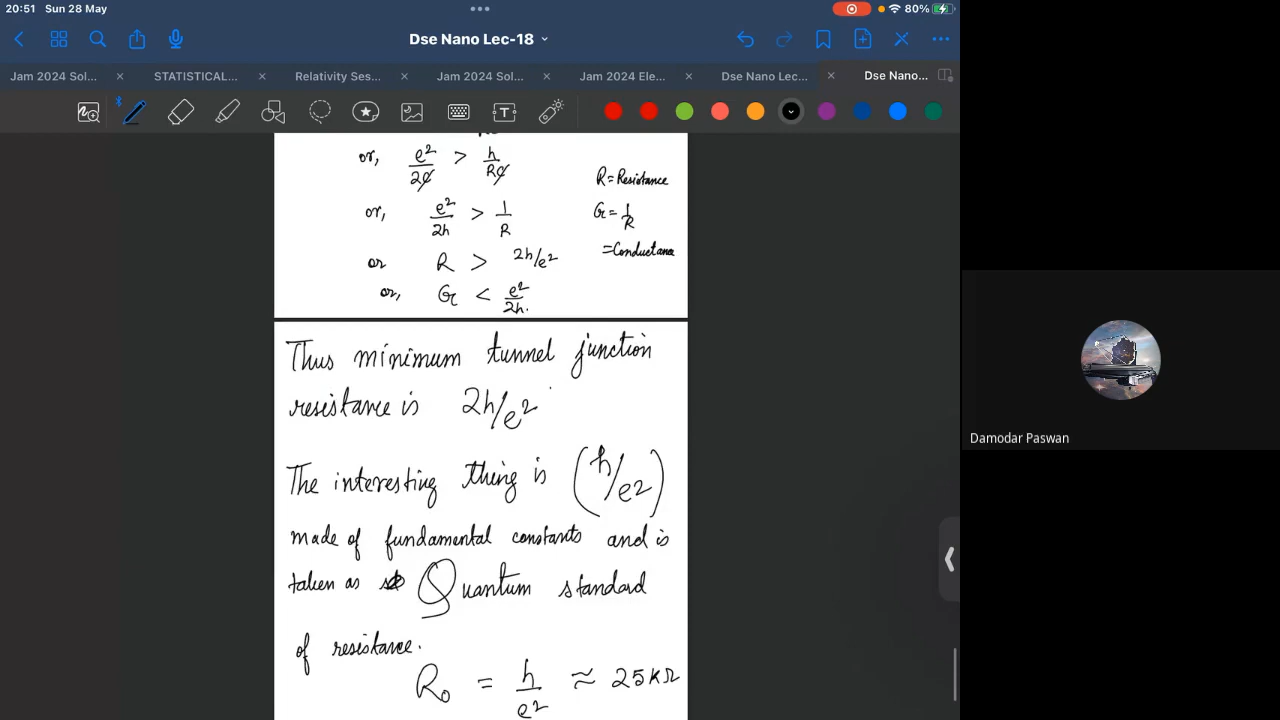 20:51 Sun 28 May
80%
Dse Nano Lec-18
Jam 2024 Sol... × STATISTICAL... × Relativity Ses... × Jam 2024 Sol... × Jam 2024 Ele... × Dse Nano Lec... × Dse Nano...
or, e²/2C > h/RC
R = Resistance
or, e²/2h > 1/R
G = 1/R
or R > 2h/e²
= Conductance
or, G < e²/2h.
Thus minimum tunnel junction
resistance is 2h/e²
The interesting thing is (h/e²)
made of fundamental constants and is
taken as Quantum standard
of resistance.
R₀ = h/e² ≈ 25KΩ
Damodar Paswan